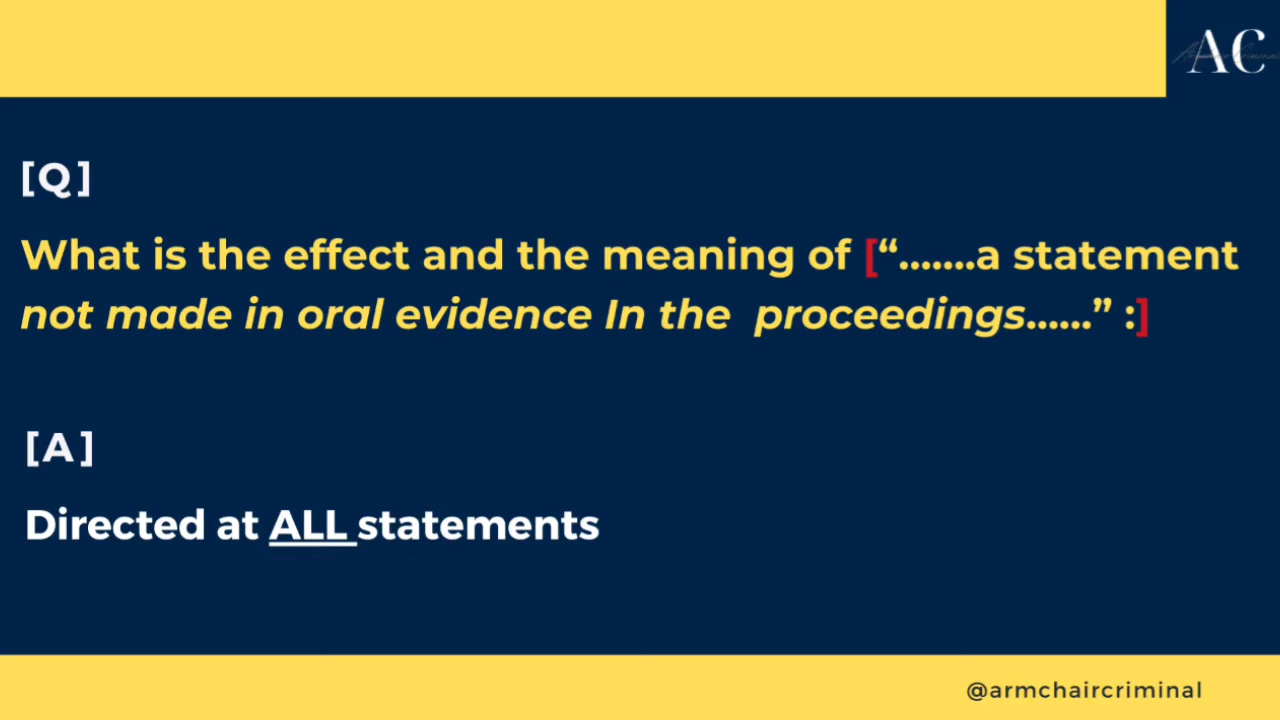 AC
[Q]
What is the effect and the meaning of [“.......a statement
not made in oral evidence In the proceedings......” :]
[A]
Directed at ALL statements
@armchaircriminal